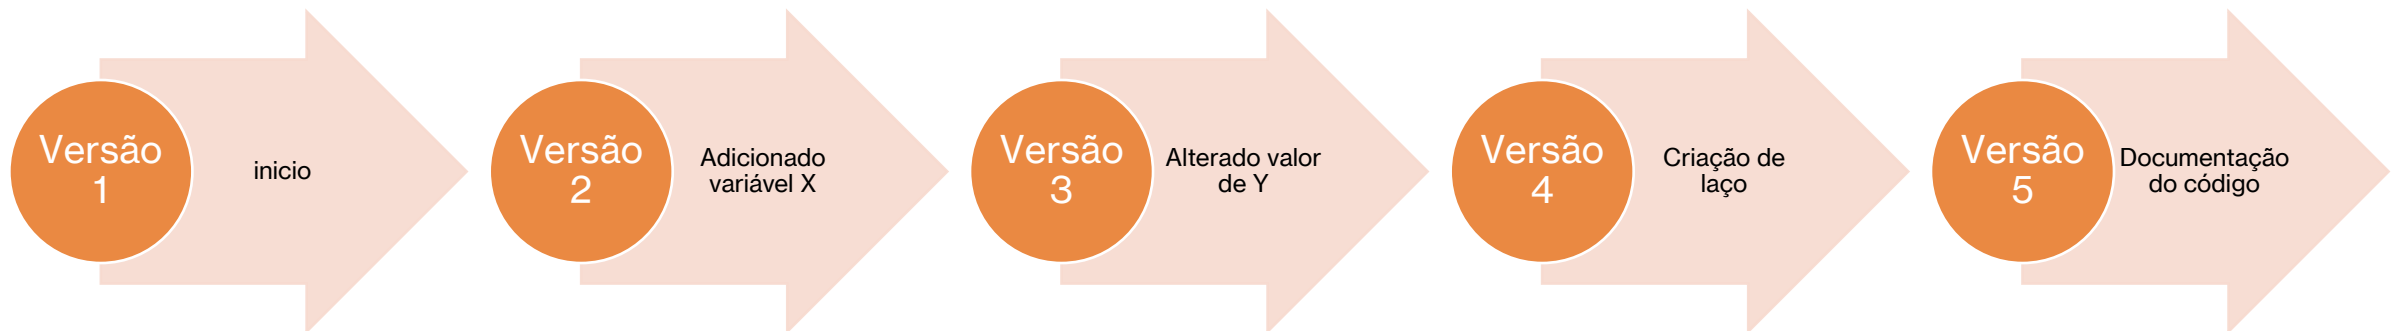 Versão
1
inicio
Versão
2
Adicionado
variável X
Versão
3
Alterado valor
de Y
Versão
4
Criação de
laço
Versão
5
Documentação
do código